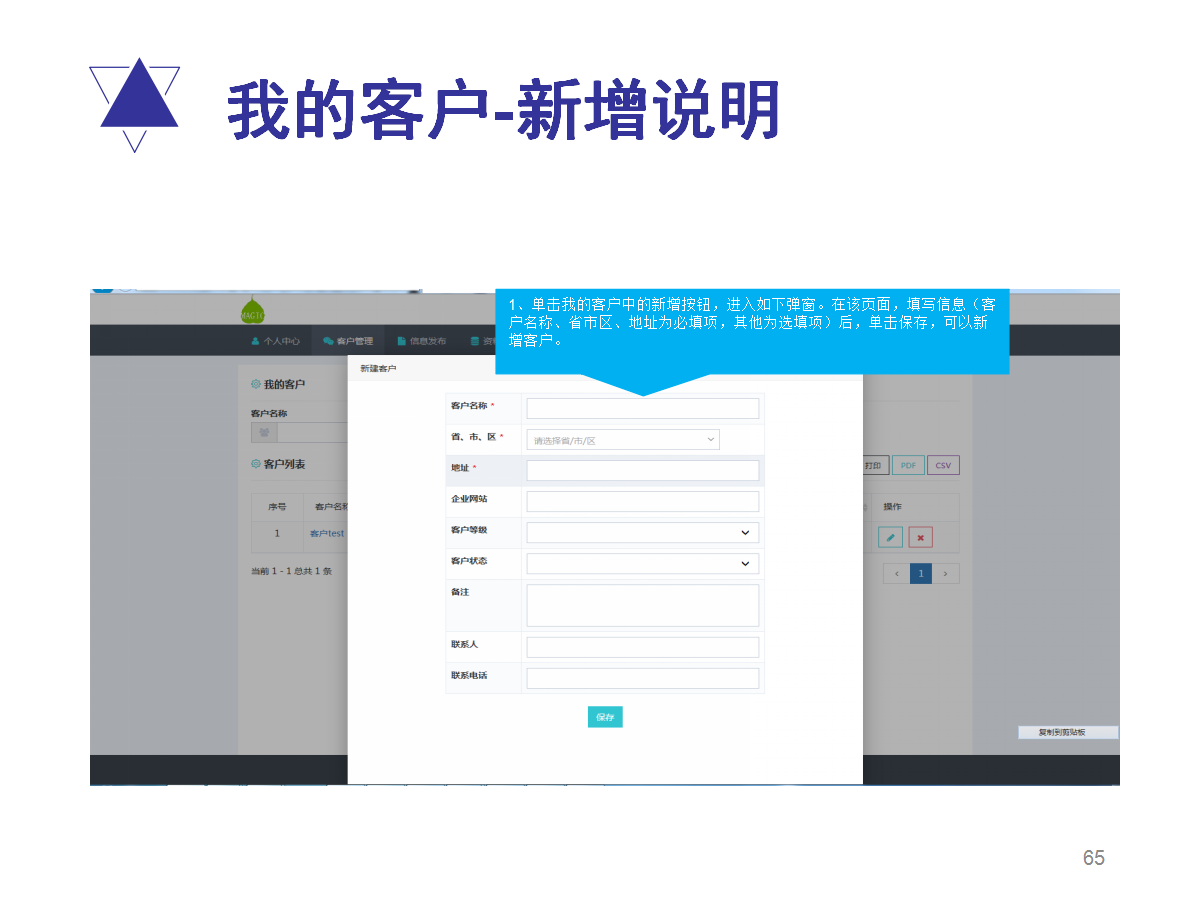 我的客户-新增说明
1、单击我的客户中的新增按钮，进入如下弹窗。在该页面，填写信息（客
户名称、省市区、地址为必填项，其他为选填项）后，单击保存，可以新
增客户。
MAGIC
个人中心
客户管理
信息发布
新建客户
我的客户
客户名称
客户列表
序号
客户名称
1
客户test
当前 1 - 1 总共 1 条
客户名称 *
省、市、区 *
请选择省/市/区
地址 *
企业网站
客户等级
客户状态
备注
联系人
联系电话
保存
打印
PDF
CSV
操作
‹
1
›
复制到剪贴板
65